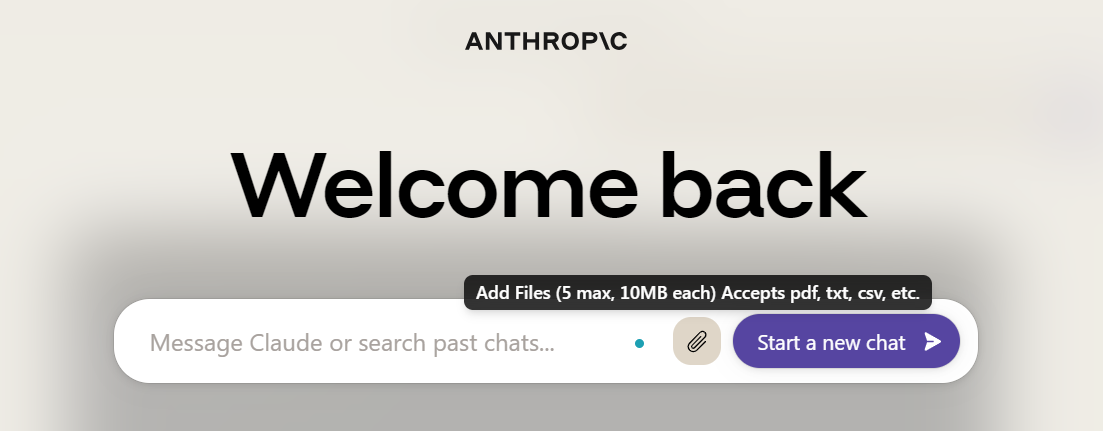 ANTHROP\C
Welcome back
Add Files (5 max, 10MB each) Accepts pdf, txt, csv, etc.
Message Claude or search past chats...
Start a new chat